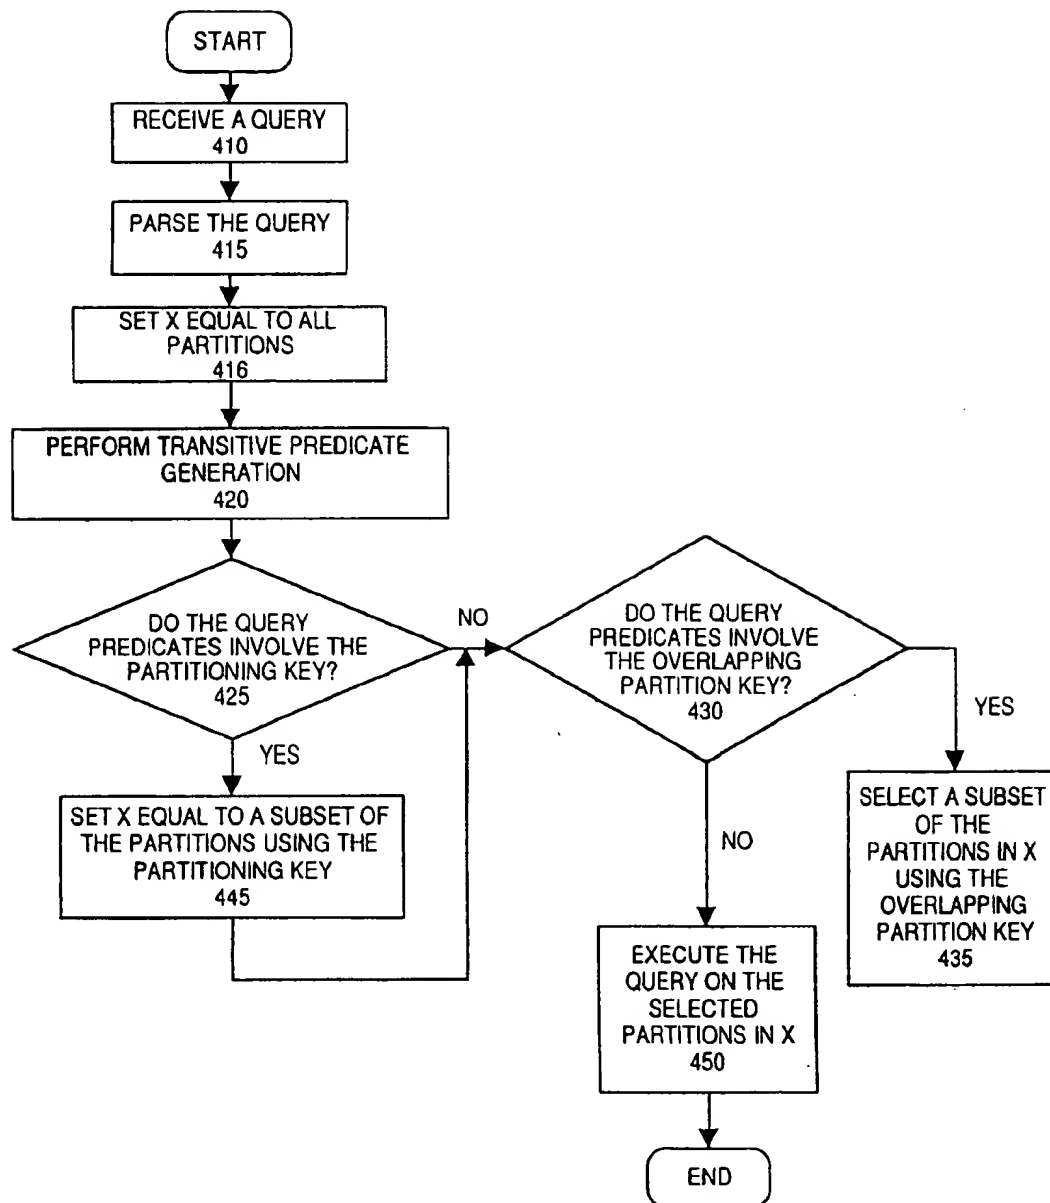 START
RECEIVE A QUERY
410
PARSE THE QUERY
415
SET X EQUAL TO ALL
PARTITIONS
416
PERFORM TRANSITIVE PREDICATE
GENERATION
420
DO THE QUERY
PREDICATES INVOLVE THE
PARTITIONING KEY?
425
NO
YES
SET X EQUAL TO A SUBSET OF
THE PARTITIONS USING THE
PARTITIONING KEY
445
DO THE QUERY
PREDICATES INVOLVE
THE OVERLAPPING
PARTITION KEY?
430
YES
NO
SELECT A SUBSET
OF THE
PARTITIONS IN X
USING THE
OVERLAPPING
PARTITION KEY
435
EXECUTE THE
QUERY ON THE
SELECTED
PARTITIONS IN X
450
END